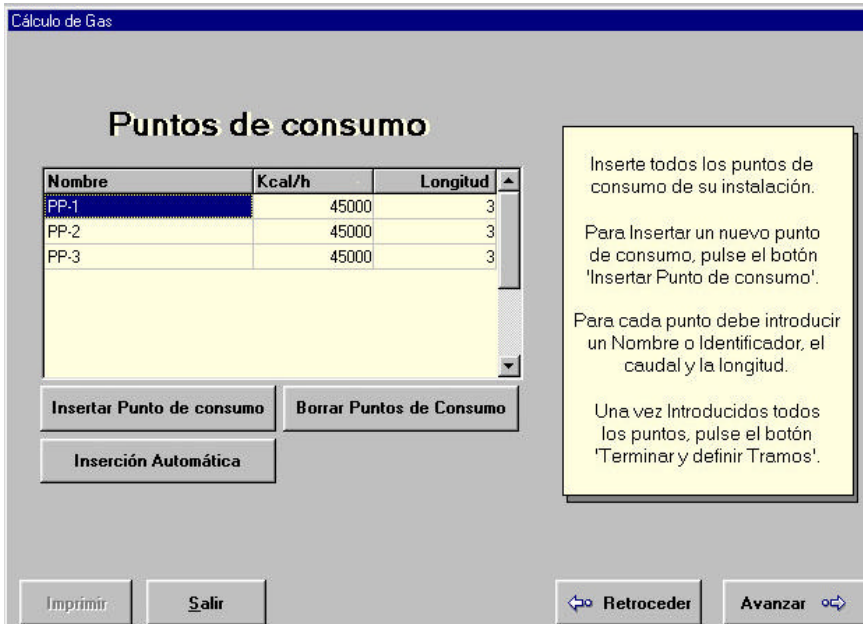 Cálculo de Gas
Puntos de consumo
Nombre Kcal/h Longitud
PP-1 45000 3
PP-2 45000 3
PP-3 45000 3
Insertar Punto de consumo Borrar Puntos de Consumo
Inserción Automática
Inserte todos los puntos de
consumo de su instalación.
Para Insertar un nuevo punto
de consumo, pulse el botón
'Insertar Punto de consumo'.
Para cada punto debe introducir
un Nombre o Identificador, el
caudal y la longitud.
Una vez Introducidos todos
los puntos, pulse el botón
'Terminar y definir Tramos'.
Imprimir Salir Retroceder Avanzar